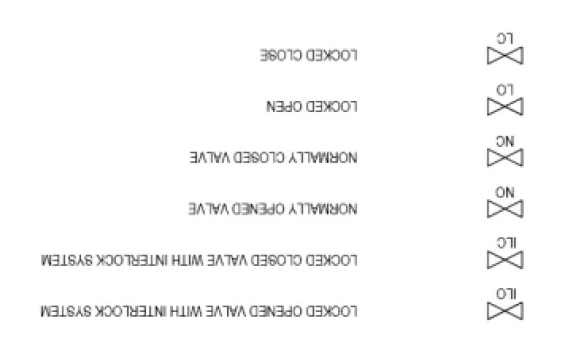 ILO LOCKED OPENED VALVE WITH INTERLOCK SYSTEM
ILC LOCKED CLOSED VALVE WITH INTERLOCK SYSTEM
NO NORMALLY OPENED VALVE
NC NORMALLY CLOSED VALVE
LO LOCKED OPEN
LC LOCKED CLOSE